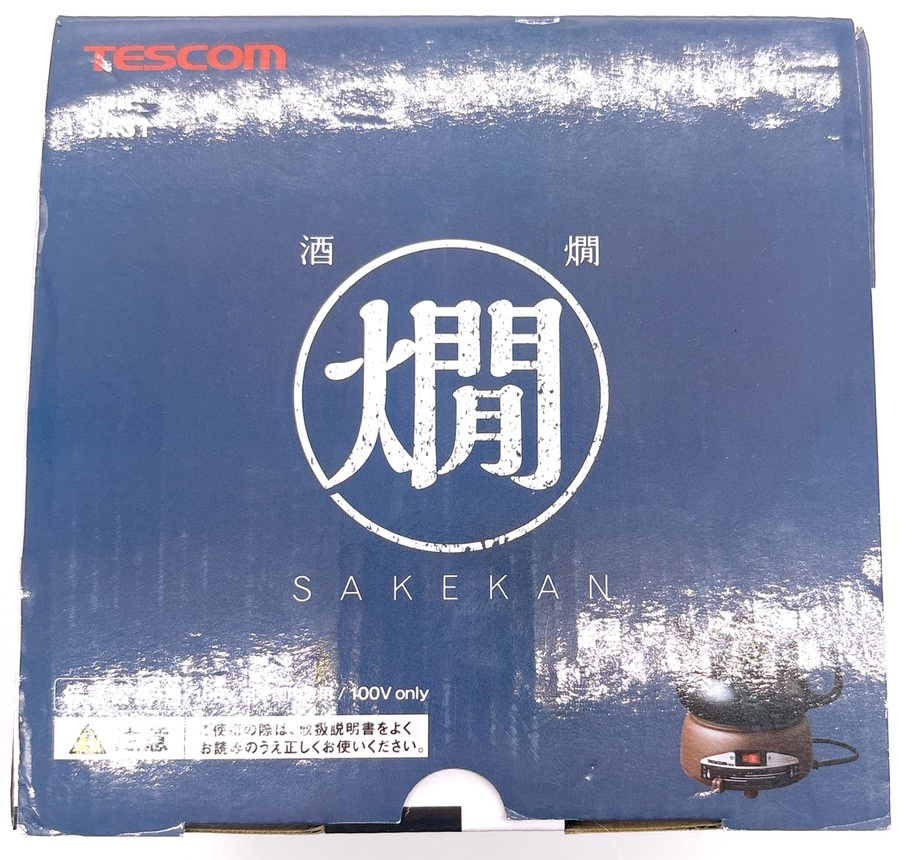 TESCOM
酒 燗
燗
SAKEKAN
/ 100V only
注意
ご使用の際は、取扱説明書をよく
お読みのうえ正しくお使いください。
TESCOM